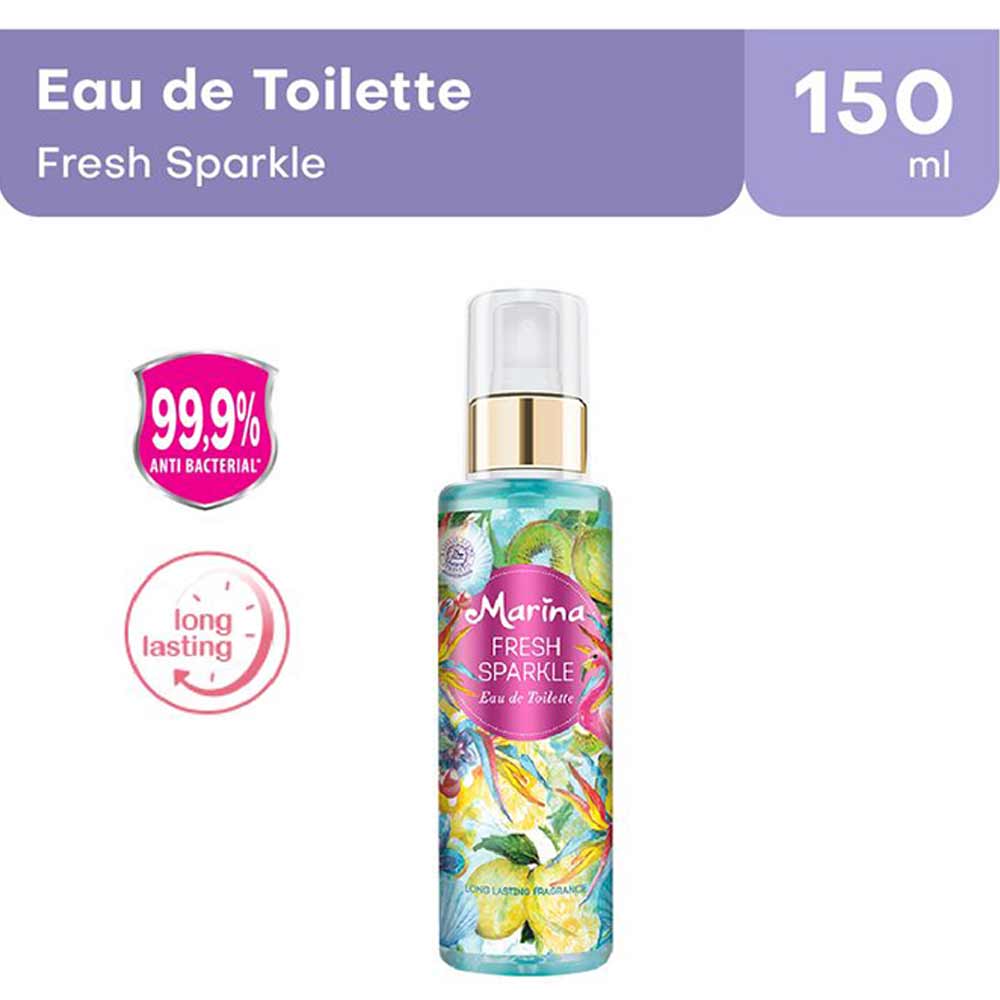 Eau de Toilette
Fresh Sparkle
150
ml
99,9%
ANTI BACTERIAL*
long
lasting
Marina
FRESH
SPARKLE
Eau de Toilette
LONG LASTING FRAGRANCE